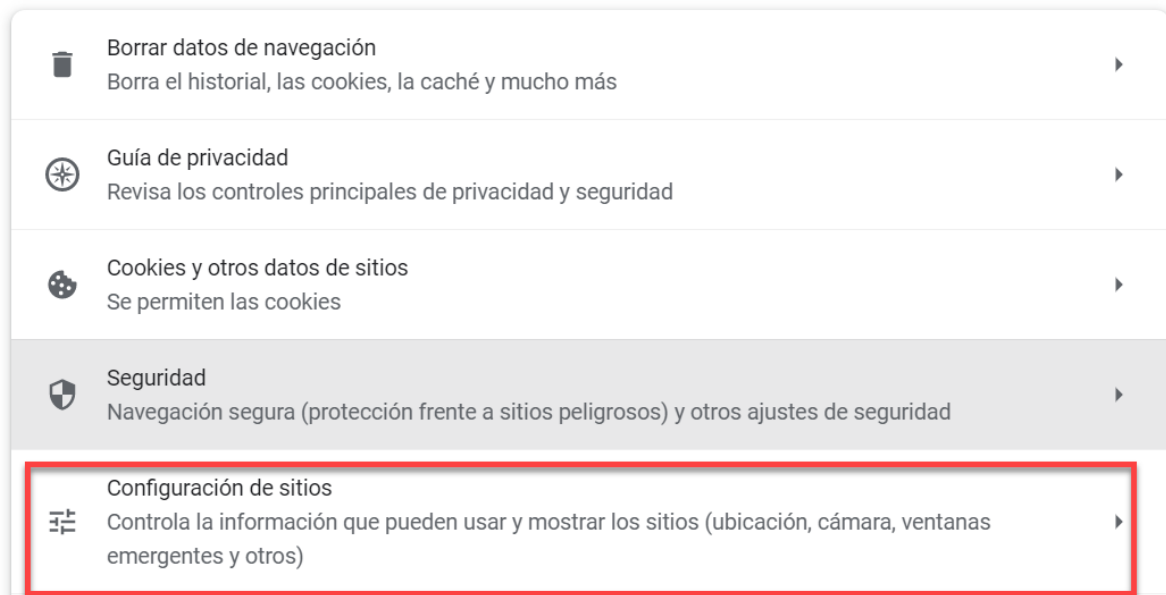 Borrar datos de navegación
Borra el historial, las cookies, la caché y mucho más
Guía de privacidad
Revisa los controles principales de privacidad y seguridad
Cookies y otros datos de sitios
Se permiten las cookies
Seguridad
Navegación segura (protección frente a sitios peligrosos) y otros ajustes de seguridad
Configuración de sitios
Controla la información que pueden usar y mostrar los sitios (ubicación, cámara, ventanas
emergentes y otros)